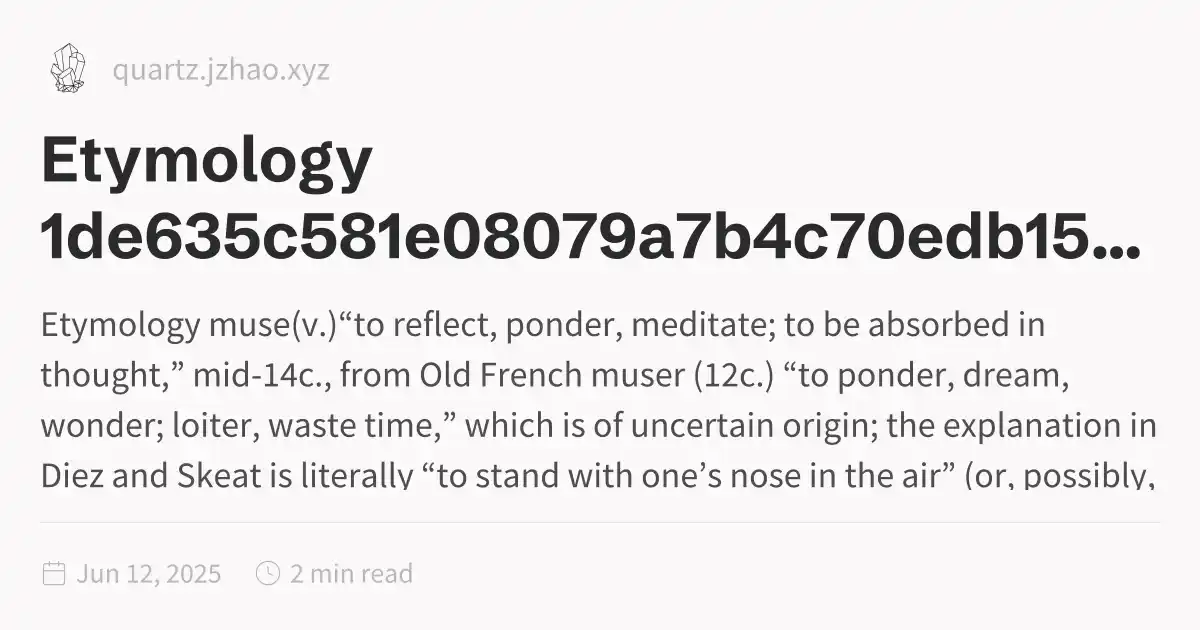 quartz.jzhao.xyz
Etymology
1de635c581e08079a7b4c70edb15...
Etymology muse(v.)“to reflect, ponder, meditate; to be absorbed in
thought,” mid-14c., from Old French muser (12c.) “to ponder, dream,
wonder; loiter, waste time,” which is of uncertain origin; the explanation in
Diez and Skeat is literally “to stand with one’s nose in the air” (or, possibly,
Jun 12, 2025 2 min read